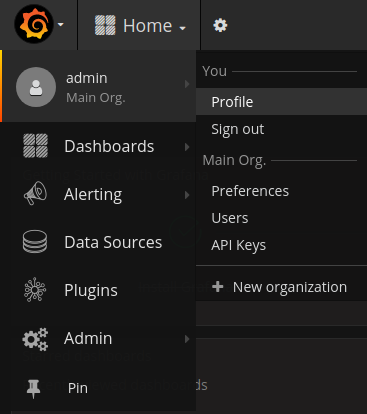 Home
admin
Main Org.
Dashboards
Alerting
Data Sources
Plugins
Admin
Pin
You
Profile
Sign out
Main Org.
Preferences
Users
API Keys
New organization